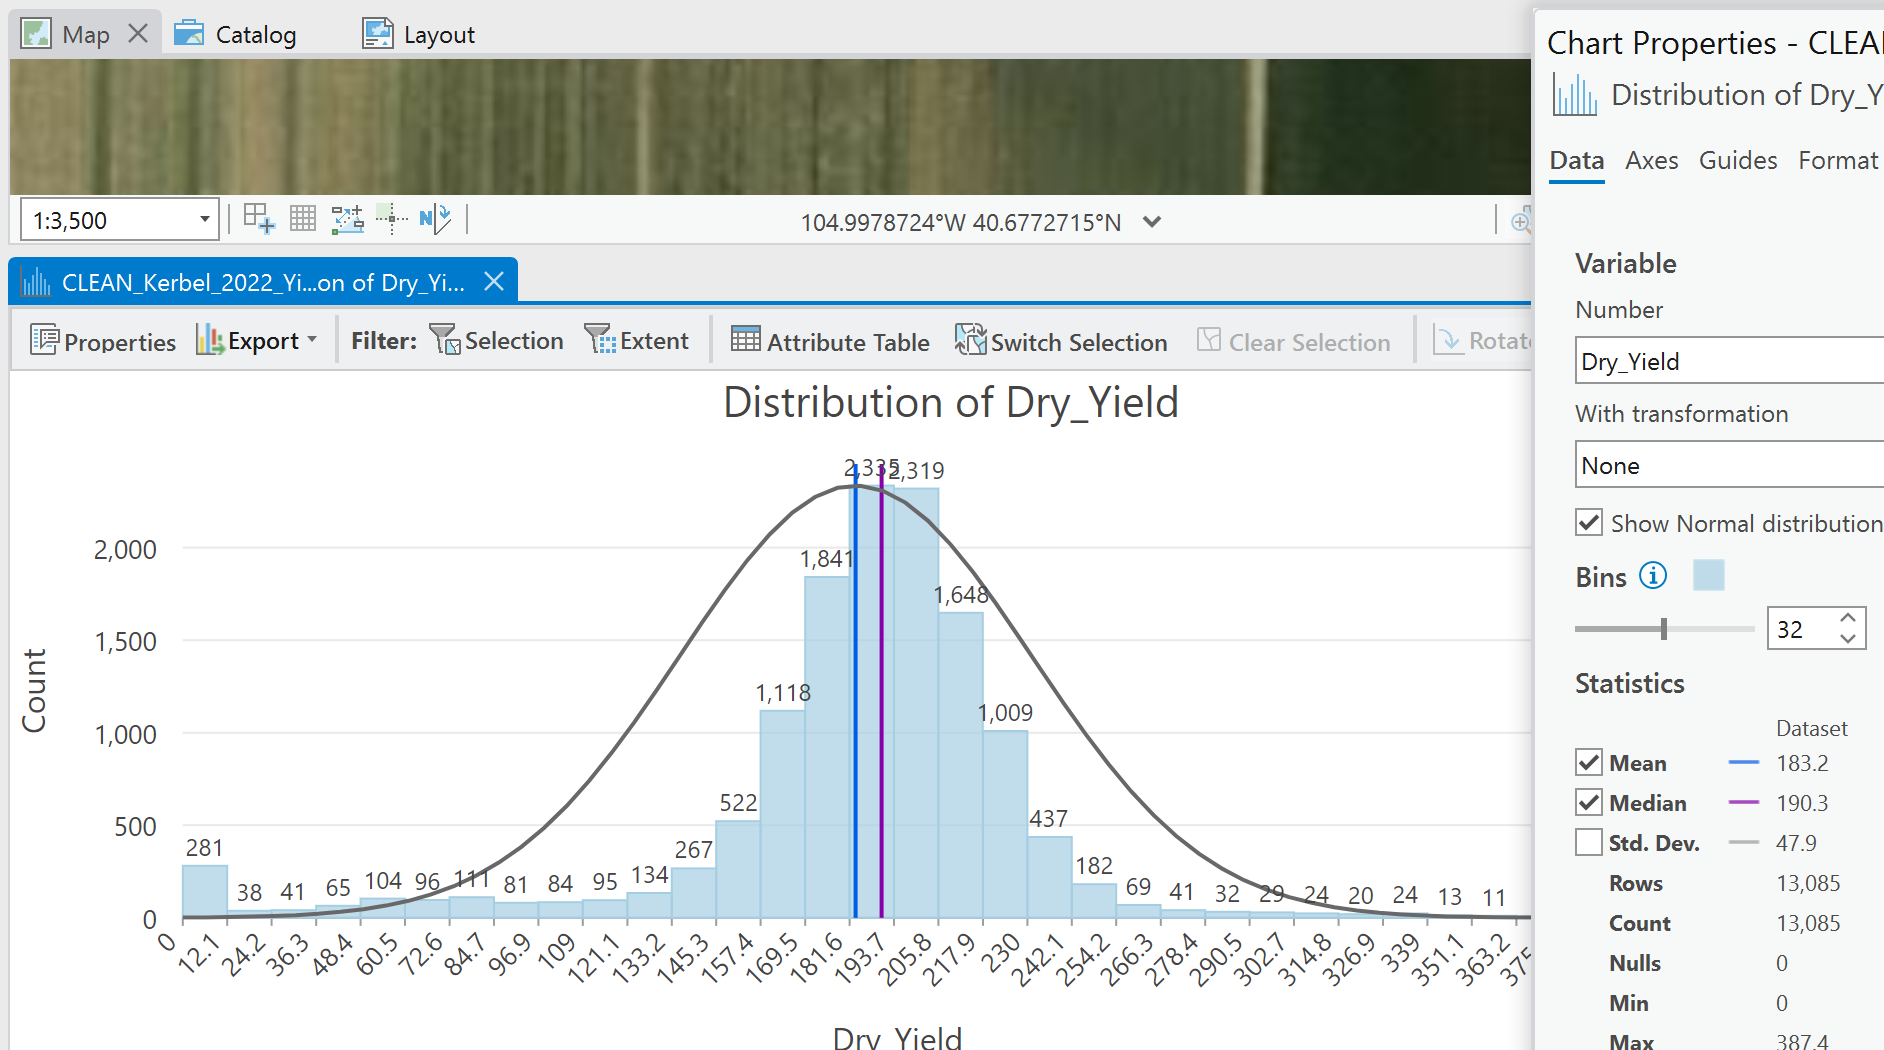 Map
Catalog
Layout
1:3,500
104.9978724°W 40.6772715°N
CLEAN_Kerbel_2022_Yi...on of Dry_Yi...
Properties
Export
Filter:
Selection
Extent
Attribute Table
Switch Selection
Clear Selection
Rotat
Distribution of Dry_Yield
2,335
2,319
1,841
1,648
1,118
1,009
522
437
281
38
41
65
104
96
111
81
84
95
134
267
182
69
41
32
29
24
20
24
13
11
Count
2,000
1,500
1,000
500
0
0
12.1
24.2
36.3
48.4
60.5
72.6
84.7
96.9
109
121.1
133.2
145.3
157.4
169.5
181.6
193.7
205.8
217.9
230
242.1
254.2
266.3
278.4
290.5
302.7
314.8
326.9
339
351.1
363.2
375
Dry_Yield
Chart Properties - CLEA
Distribution of Dry_Y
Data Axes Guides Format
Variable
Number
Dry_Yield
With transformation
None
Show Normal distribution
Bins
32
Statistics
Dataset
Mean 183.2
Median 190.3
Std. Dev. 47.9
Rows 13,085
Count 13,085
Nulls 0
Min 0
Max 387.4